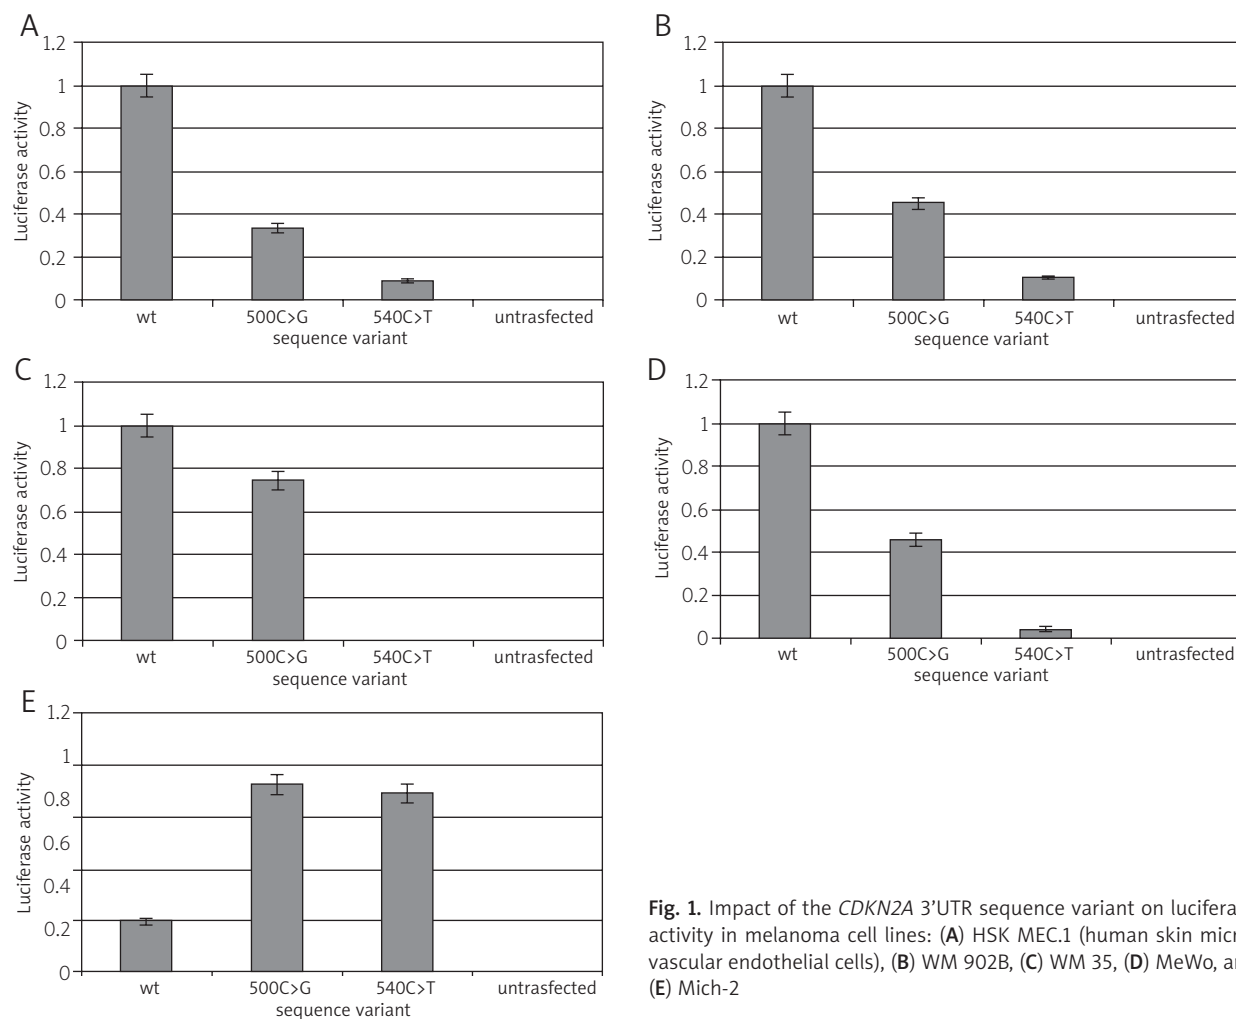 A
1.2
1
0.8
0.6
0.4
0.2
0
Luciferase activity
wt 500C>G 540C>T untrasfected
sequence variant
B
1.2
1
0.8
0.6
0.4
0.2
0
Luciferase activity
wt 500C>G 540C>T untrasfected
sequence variant
C
1.2
1
0.8
0.6
0.4
0.2
0
Luciferase activity
wt 500C>G 540C>T untrasfected
sequence variant
D
1.2
1
0.8
0.6
0.4
0.2
0
Luciferase activity
wt 500C>G 540C>T untrasfected
sequence variant
E
1.2
1
0.8
0.6
0.4
0.2
0
Luciferase activity
wt 500C>G 540C>T untrasfected
sequence variant
Fig. 1. Impact of the CDKN2A 3'UTR sequence variant on lucifera
activity in melanoma cell lines: (A) HSK MEC.1 (human skin micr
vascular endothelial cells), (B) WM 902B, (C) WM 35, (D) MeWo, a
(E) Mich-2